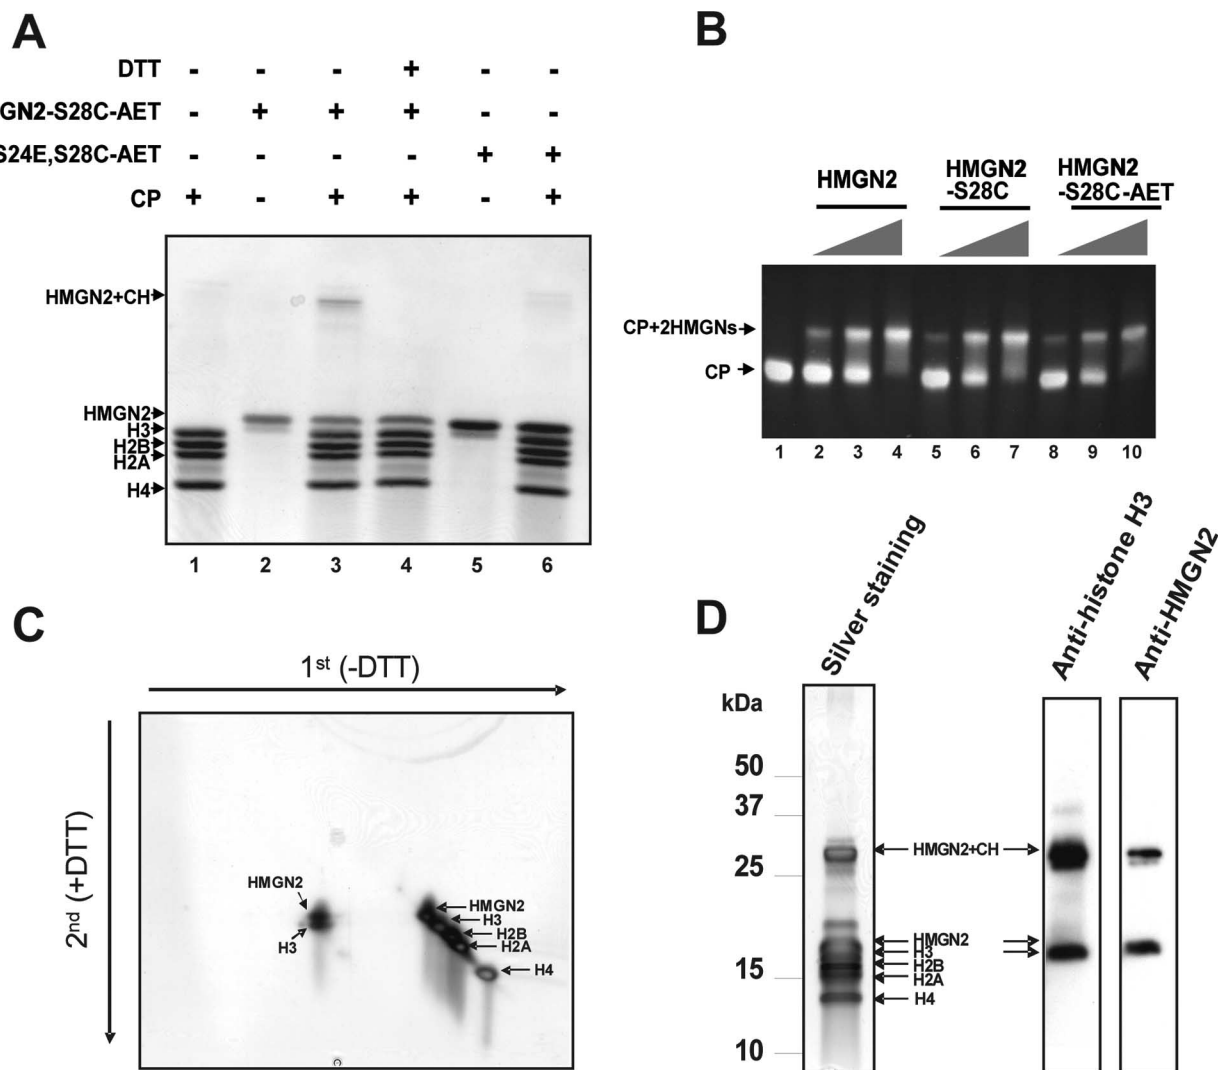 A
DTT - - - + - -
GN2-S28C-AET - + + + - -
S24E,S28C-AET - - - - + +
CP + - + + - +
HMGN2+CH
HMGN2
H3
H2B
H2A
H4
1 2 3 4 5 6
B
HMGN2
HMGN2
-S28C
HMGN2
-S28C-AET
CP+2HMGNs
CP
1 2 3 4 5 6 7 8 9 10
C
1st (-DTT)
2nd (+DTT)
HMGN2
H3
HMGN2
H3
H2B
H2A
H4
D
Silver staining
Anti-histone H3
Anti-HMGN2
kDa
50
37
25
15
10
HMGN2+CH
HMGN2
H3
H2B
H2A
H4